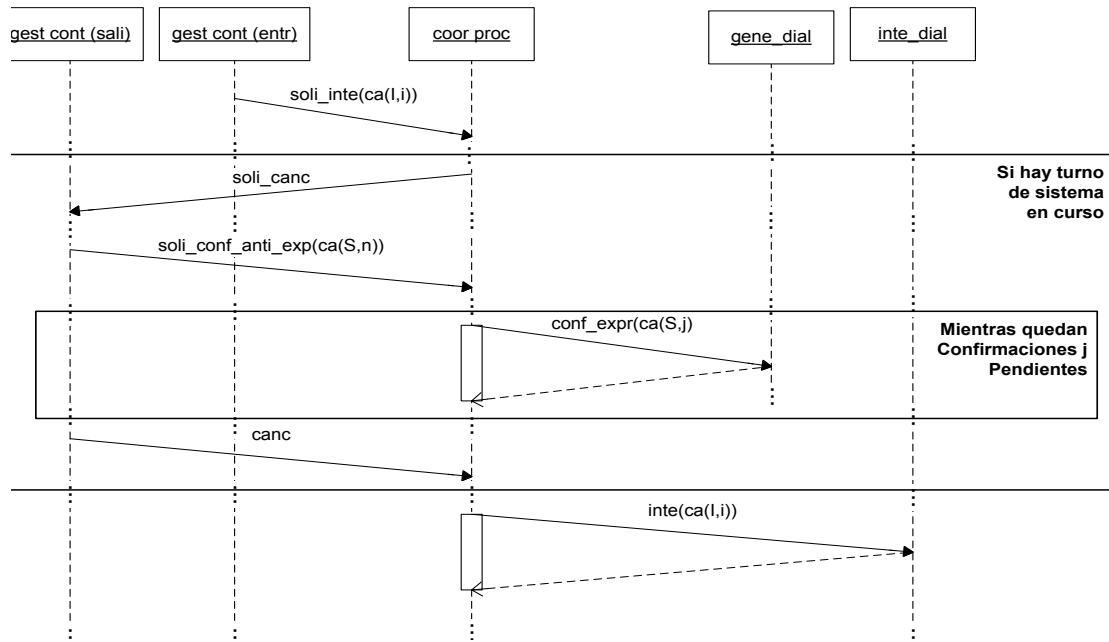 gest cont (sali)
gest cont (entr)
coor proc
gene_dial
inte_dial
soli_inte(ca(I,i))
Si hay turno
de sistema
en curso
soli_canc
soli_conf_anti_exp(ca(S,n))
conf_expr(ca(S,j)
Mientras quedan
Confirmaciones j
Pendientes
canc
inte(ca(I,i))